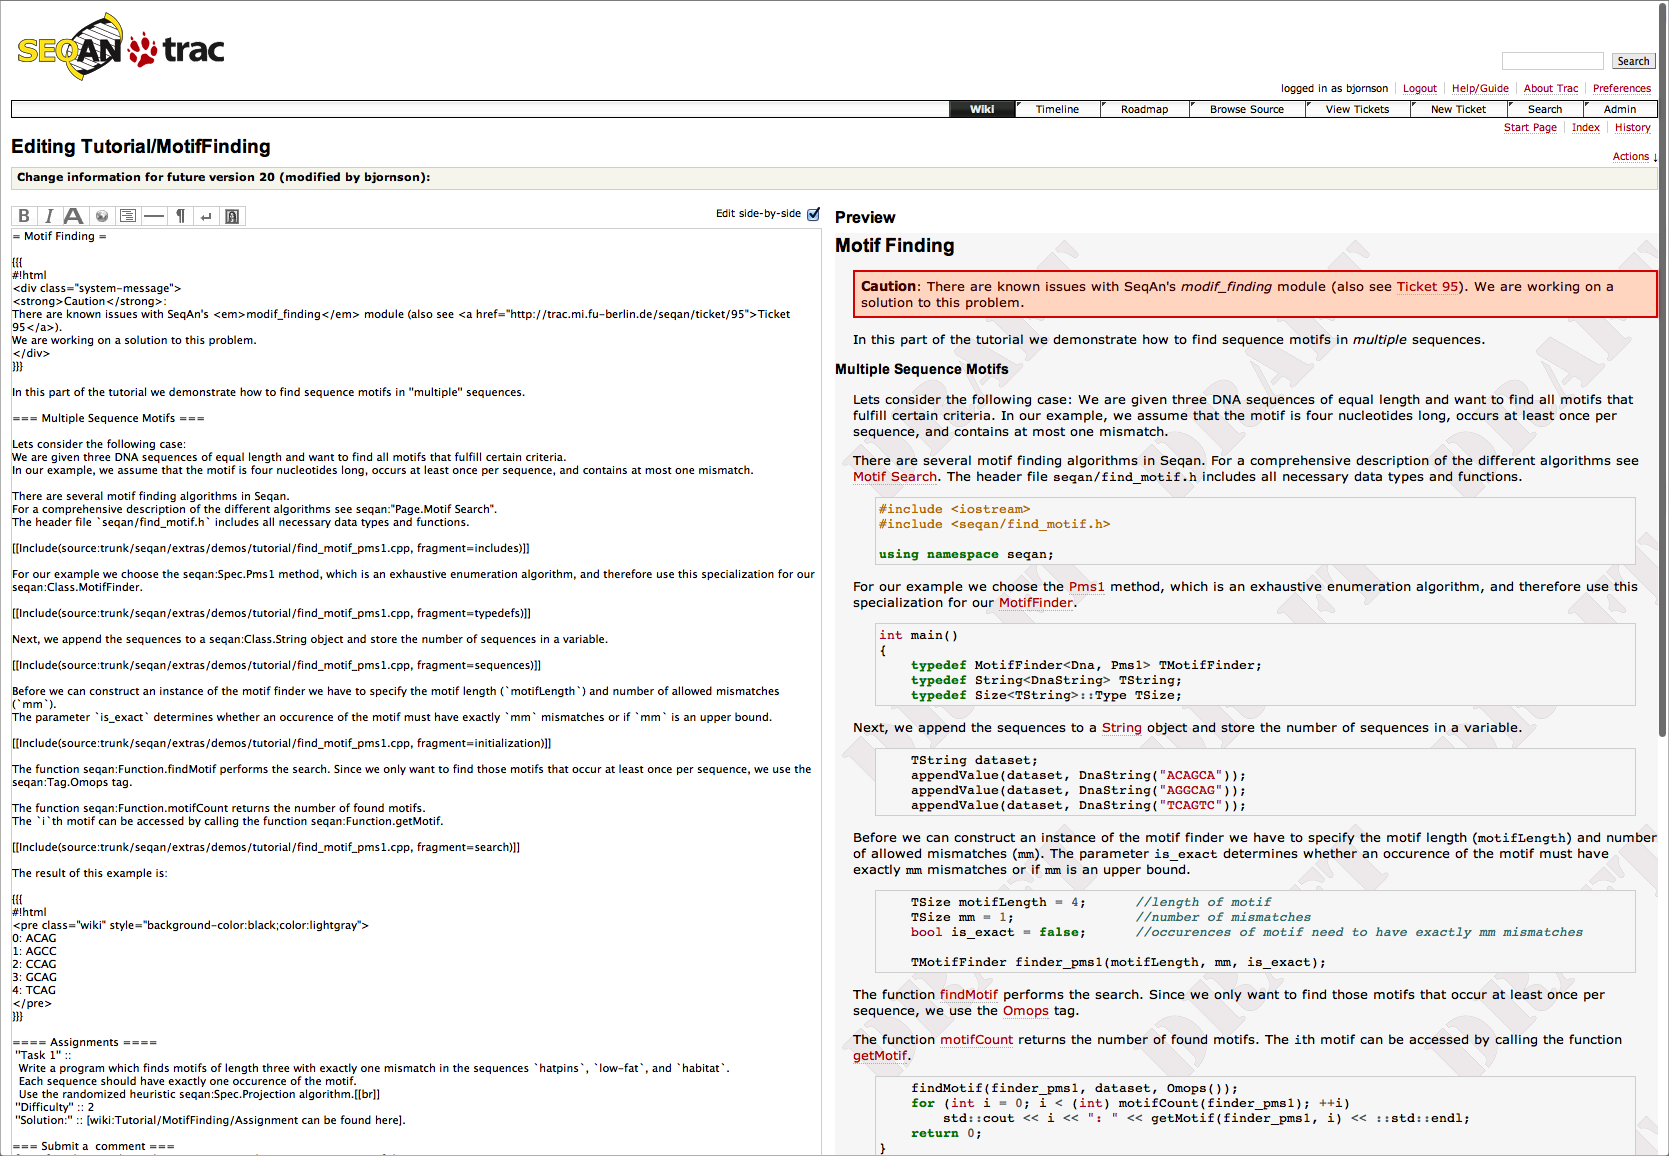 SEQAN trac
Search
logged in as bjornson Logout Help/Guide About Trac Preferences
Wiki Timeline Roadmap Browse Source View Tickets New Ticket Search Admin
Start Page Index History
Editing Tutorial/MotifFinding
Actions ↓
Change information for future version 20 (modified by bjornson):
B I A ¶ ↵
Edit side-by-side
= Motif Finding =
{{{
#!html
<div class="system-message">
<strong>Caution</strong>:
There are known issues with SeqAn's <em>modif_finding</em> module (also see <a href="http://trac.mi.fu-berlin.de/seqan/ticket/95">Ticket
95</a>).
We are working on a solution to this problem.
</div>
}}}
In this part of the tutorial we demonstrate how to find sequence motifs in ''multiple'' sequences.
=== Multiple Sequence Motifs ===
Lets consider the following case:
We are given three DNA sequences of equal length and want to find all motifs that fulfill certain criteria.
In our example, we assume that the motif is four nucleotides long, occurs at least once per sequence, and contains at most one mismatch.
There are several motif finding algorithms in Seqan.
For a comprehensive description of the different algorithms see seqan:"Page.Motif Search".
The header file `seqan/find_motif.h` includes all necessary data types and functions.
[[Include(source:trunk/seqan/extras/demos/tutorial/find_motif_pms1.cpp, fragment=includes)]]
For our example we choose the seqan:Spec.Pms1 method, which is an exhaustive enumeration algorithm, and therefore use this specialization for our
seqan:Class.MotifFinder.
[[Include(source:trunk/seqan/extras/demos/tutorial/find_motif_pms1.cpp, fragment=typedefs)]]
Next, we append the sequences to a seqan:Class.String object and store the number of sequences in a variable.
[[Include(source:trunk/seqan/extras/demos/tutorial/find_motif_pms1.cpp, fragment=sequences)]]
Before we can construct an instance of the motif finder we have to specify the motif length (`motifLength`) and number of allowed mismatches
(`mm`).
The parameter `is_exact` determines whether an occurence of the motif must have exactly `mm` mismatches or if `mm` is an upper bound.
[[Include(source:trunk/seqan/extras/demos/tutorial/find_motif_pms1.cpp, fragment=initialization)]]
The function seqan:Function.findMotif performs the search. Since we only want to find those motifs that occur at least once per sequence, we use the
seqan:Tag.Omops tag.
The function seqan:Function.motifCount returns the number of found motifs.
The `i`th motif can be accessed by calling the function seqan:Function.getMotif.
[[Include(source:trunk/seqan/extras/demos/tutorial/find_motif_pms1.cpp, fragment=search)]]
The result of this example is:
{{{
#!html
<pre class="wiki" style="background-color:black;color:lightgray">
0: ACAG
1: AGCC
2: CCAG
3: GCAG
4: TCAG
</pre>
}}}
==== Assignments ====
''Task 1'' ::
Write a program which finds motifs of length three with exactly one mismatch in the sequences `hatpins`, `low-fat`, and `habitat`.
Each sequence should have exactly one occurence of the motif.
Use the randomized heuristic seqan:Spec.Projection algorithm.[[br]]
''Difficulty'' :: 2
''Solution:'' :: [wiki:Tutorial/MotifFinding/Assignment can be found here].
=== Submit a comment ===
Preview
Motif Finding
Caution: There are known issues with SeqAn's modif_finding module (also see Ticket 95). We are working on a
solution to this problem.
In this part of the tutorial we demonstrate how to find sequence motifs in multiple sequences.
Multiple Sequence Motifs
Lets consider the following case: We are given three DNA sequences of equal length and want to find all motifs that
fulfill certain criteria. In our example, we assume that the motif is four nucleotides long, occurs at least once per
sequence, and contains at most one mismatch.
There are several motif finding algorithms in Seqan. For a comprehensive description of the different algorithms see
Motif Search. The header file seqan/find_motif.h includes all necessary data types and functions.
#include <iostream>
#include <seqan/find_motif.h>
using namespace seqan;
For our example we choose the Pms1 method, which is an exhaustive enumeration algorithm, and therefore use this
specialization for our MotifFinder.
int main()
{
typedef MotifFinder<Dna, Pms1> TMotifFinder;
typedef String<DnaString> TString;
typedef Size<TString>::Type TSize;
Next, we append the sequences to a String object and store the number of sequences in a variable.
TString dataset;
appendValue(dataset, DnaString("ACAGCA"));
appendValue(dataset, DnaString("AGGCAG"));
appendValue(dataset, DnaString("TCAGTC"));
Before we can construct an instance of the motif finder we have to specify the motif length (motifLength) and number
of allowed mismatches (mm). The parameter is_exact determines whether an occurence of the motif must have
exactly mm mismatches or if mm is an upper bound.
TSize motifLength = 4; //length of motif
TSize mm = 1; //number of mismatches
bool is_exact = false; //occurences of motif need to have exactly mm mismatches
TMotifFinder finder_pms1(motifLength, mm, is_exact);
The function findMotif performs the search. Since we only want to find those motifs that occur at least once per
sequence, we use the Omops tag.
The function motifCount returns the number of found motifs. The ith motif can be accessed by calling the function
getMotif.
findMotif(finder_pms1, dataset, Omops());
for (int i = 0; i < (int) motifCount(finder_pms1); ++i)
std::cout << i << ": " << getMotif(finder_pms1, i) << ::std::endl;
return 0;
}